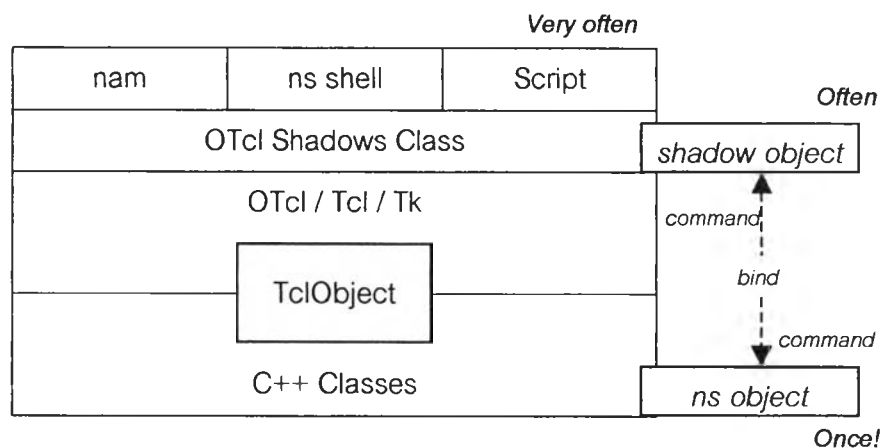 Very often
nam
ns shell
Script
Often
OTcl Shadows Class
shadow object
OTcl / Tcl / Tk
command
TclObject
bind
command
C++ Classes
ns object
Once!